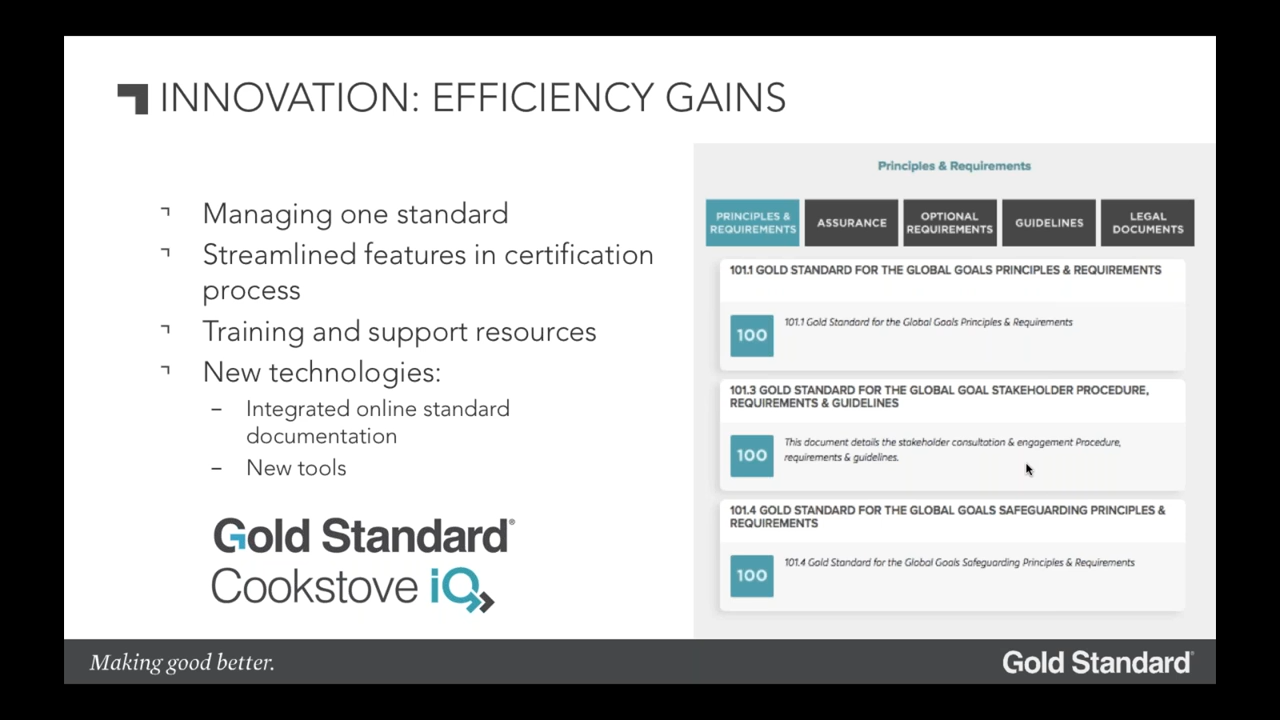 INNOVATION: EFFICIENCY GAINS
Managing one standard
Streamlined features in certification
process
Training and support resources
New technologies:
– Integrated online standard
documentation
– New tools
Gold Standard®
Cookstove iQ
Principles & Requirements
PRINCIPLES &
REQUIREMENTS
ASSURANCE
OPTIONAL
REQUIREMENTS
GUIDELINES
LEGAL
DOCUMENTS
101.1 GOLD STANDARD FOR THE GLOBAL GOALS PRINCIPLES & REQUIREMENTS
100
101.1 Gold Standard for the Global Goals Principles & Requirements
101.3 GOLD STANDARD FOR THE GLOBAL GOAL STAKEHOLDER PROCEDURE,
REQUIREMENTS & GUIDELINES
100
This document details the stakeholder consultation & engagement Procedure,
requirements & guidelines.
101.4 GOLD STANDARD FOR THE GLOBAL GOALS SAFEGUARDING PRINCIPLES &
REQUIREMENTS
100
101.4 Gold Standard for the Global Goals Safeguarding Principles & Requirements
Making good better.
Gold Standard®